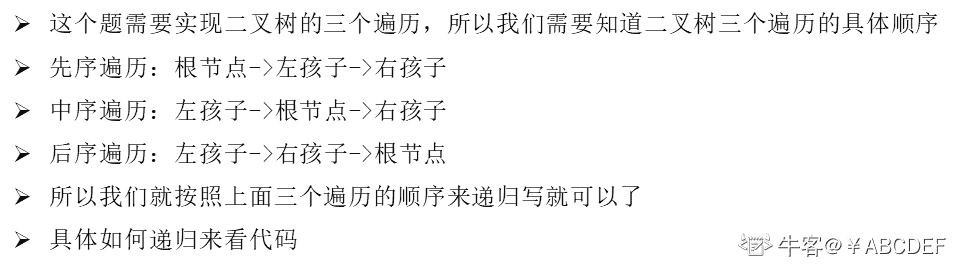 ➢ 这个题需要实现二叉树的三个遍历，所以我们需要知道二叉树三个遍历的具体顺序
➢ 先序遍历：根节点->左孩子->右孩子
➢ 中序遍历：左孩子->根节点->右孩子
➢ 后序遍历：左孩子->右孩子->根节点
➢ 所以我们就按照上面三个遍历的顺序来递归写就可以了
➢ 具体如何递归来看代码
牛客@￥ABCDEF